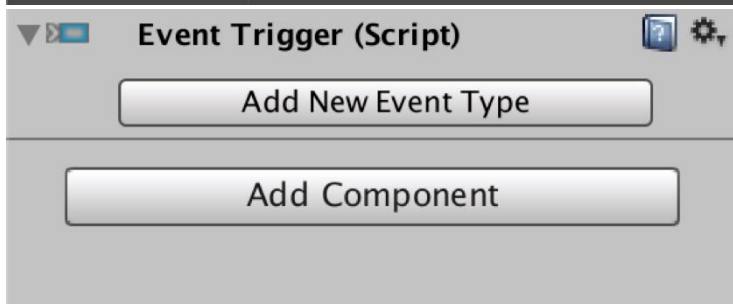 Event Trigger (Script)
Add New Event Type
Add Component